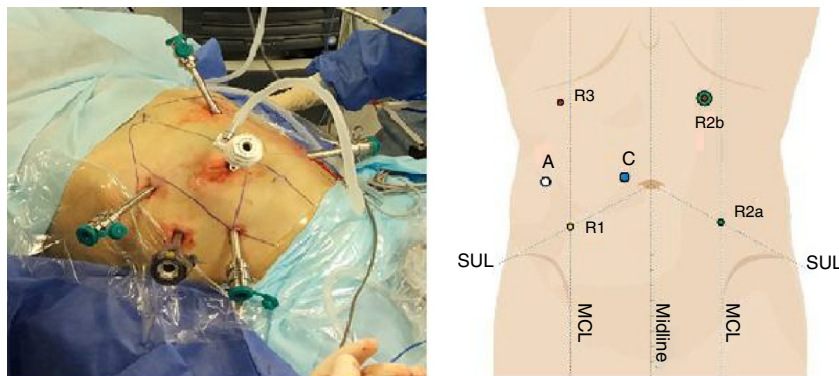 R3
R2b
A
C
R2a
R1
SUL
SUL
MCL
Midline
MCL